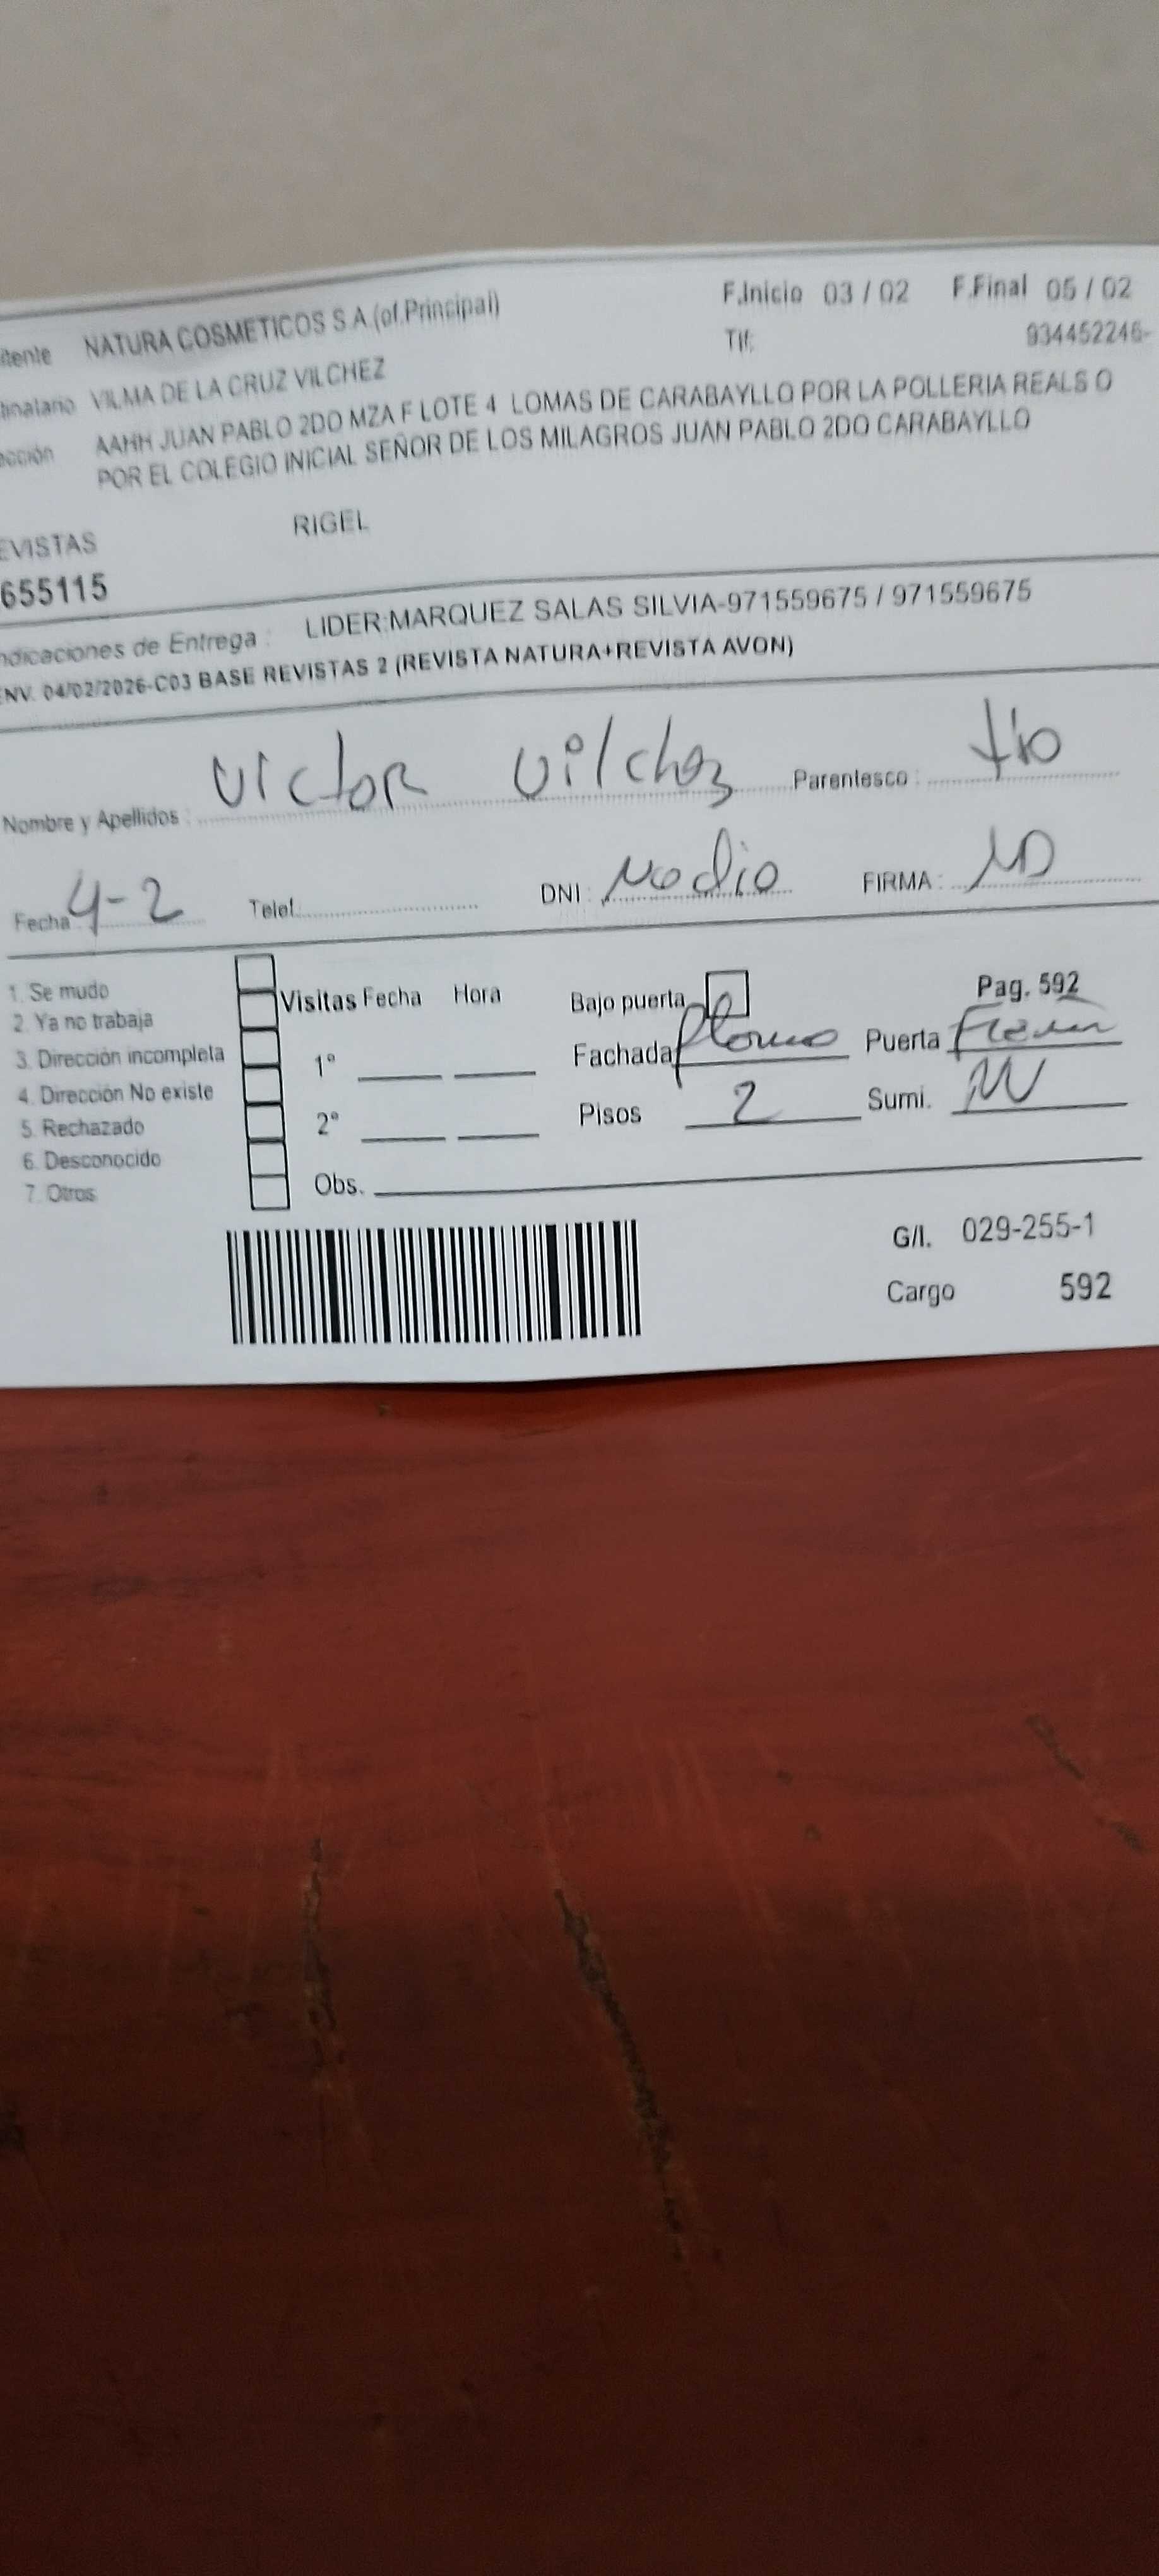 itente NATURA COSMETICOS S A.(of.Principal) F.Inicio 03 / 02 F.Final 05 / 02
tinatario VILMA DE LA CRUZ VILCHEZ Tlf: 934452246-
ección AAHH JUAN PABLO 2DO MZA F LOTE 4 LOMAS DE CARABAYLLO POR LA POLLERIA REALS O
POR EL COLEGIO INICIAL SEÑOR DE LOS MILAGROS JUAN PABLO 2DO CARABAYLLO
EVISTAS RIGEL
655115
ndicaciones de Entrega : LIDER:MARQUEZ SALAS SILVIA-971559675 / 971559675
ENV. 04/02/2026-C03 BASE REVISTAS 2 (REVISTA NATURA+REVISTA AVON)
Nombre y Apellidos : Victor Vilchez Parentesco : tio
Fecha 4-2 Telef. DNI : No dio FIRMA : ND
1. Se mudo
2. Ya no trabaja
3. Dirección incompleta
4. Dirección No existe
5. Rechazado
6. Desconocido
7. Otros
Visitas Fecha Hora
1°
2°
Obs.
Bajo puerta Pag. 592
Fachada plomo Puerta
Pisos 2 Sumi.
G/I. 029-255-1
Cargo 592